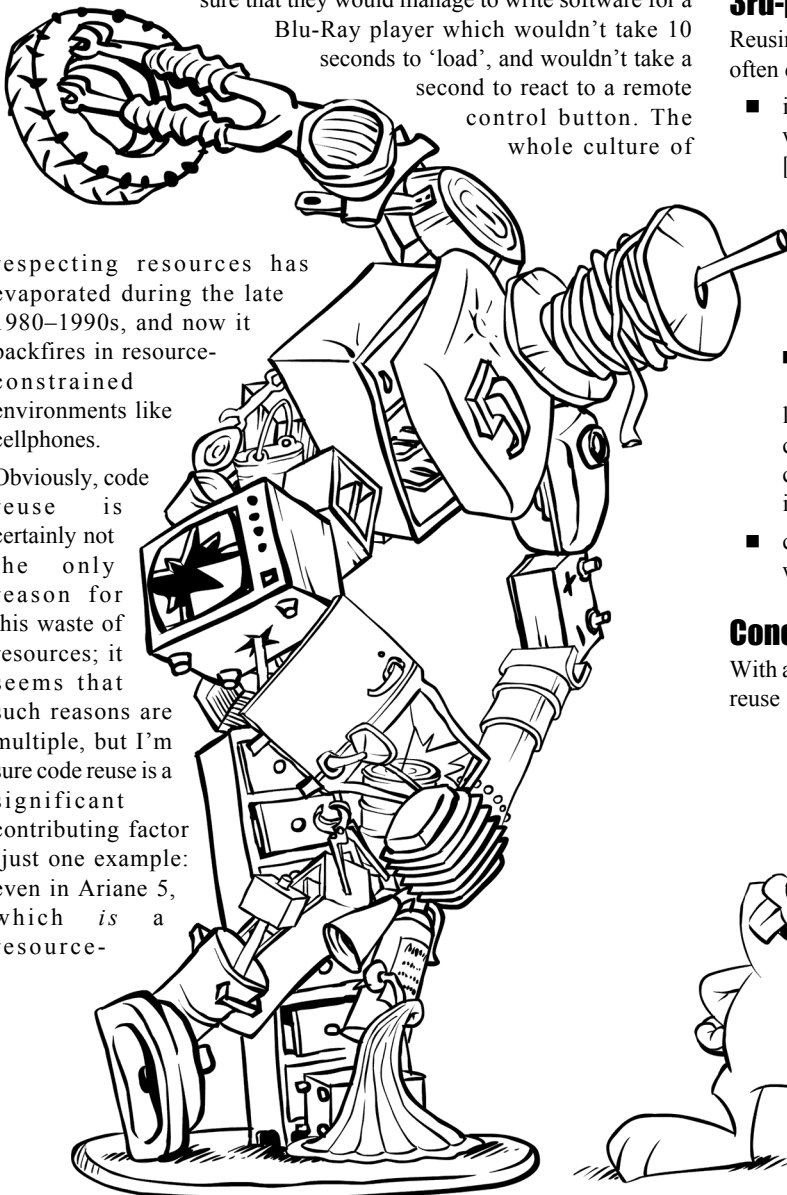 sure that they would manage to write software for a
Blu-Ray player which wouldn't take 10
seconds to 'load', and wouldn't take a
second to react to a remote
control button. The
whole culture of
respecting resources has
evaporated during the late
1980–1990s, and now it
backfires in resource-
constrained
environments like
cellphones.
Obviously, code
reuse is
certainly not
the only
reason for
this waste of
resources; it
seems that
such reasons are
multiple, but I'm
sure code reuse is a
significant
contributing factor
just one example:
even in Ariane 5,
which is a
resource-
5
+
-
3rd-p
Reusin
often
■
■
■
Conc
With a
reuse